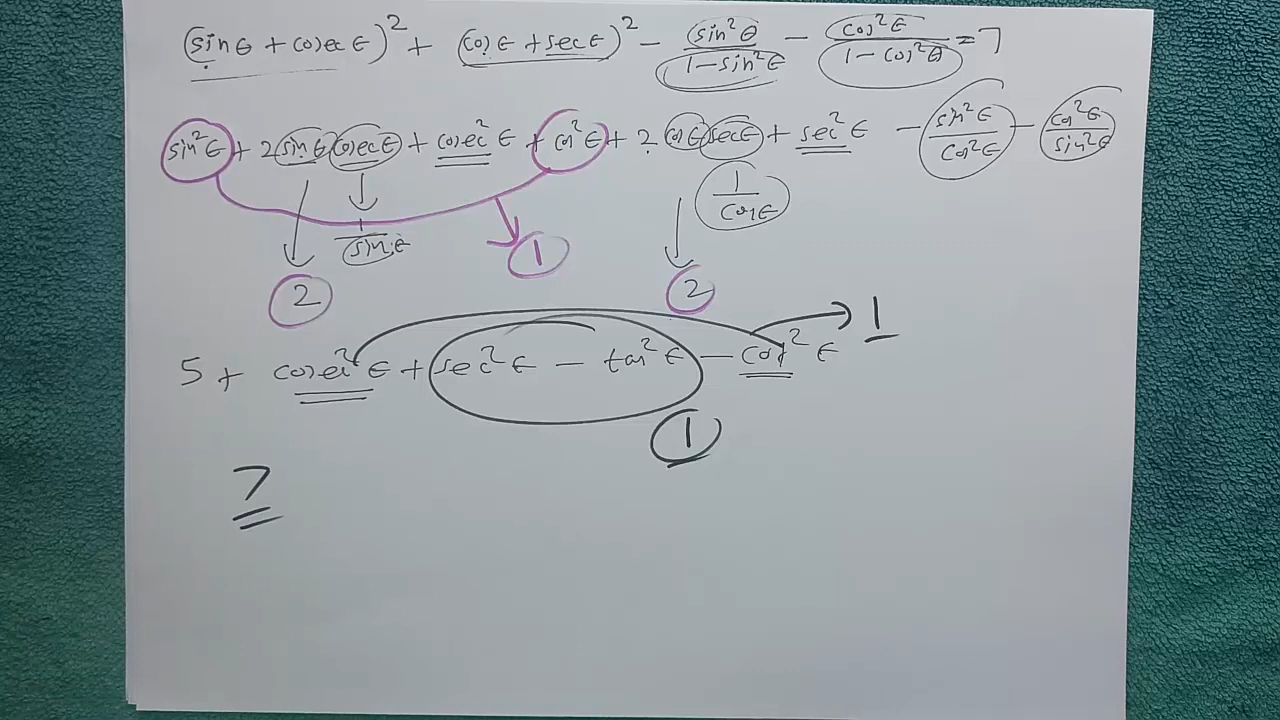 (sinθ + cosecθ)² + (cosθ + secθ)² − sin²θ/(1 − sin²θ) − cos²θ/(1 − cos²θ) = 7
sin²θ + 2 sinθ cosecθ + cosec²θ + cos²θ + 2 cosθ secθ + sec²θ − sin²θ/cos²θ − cos²θ/sin²θ
1/sinθ 1/cosθ
2 1 2
5 + cosec²θ + sec²θ − tan²θ − cot²θ 1
1
7